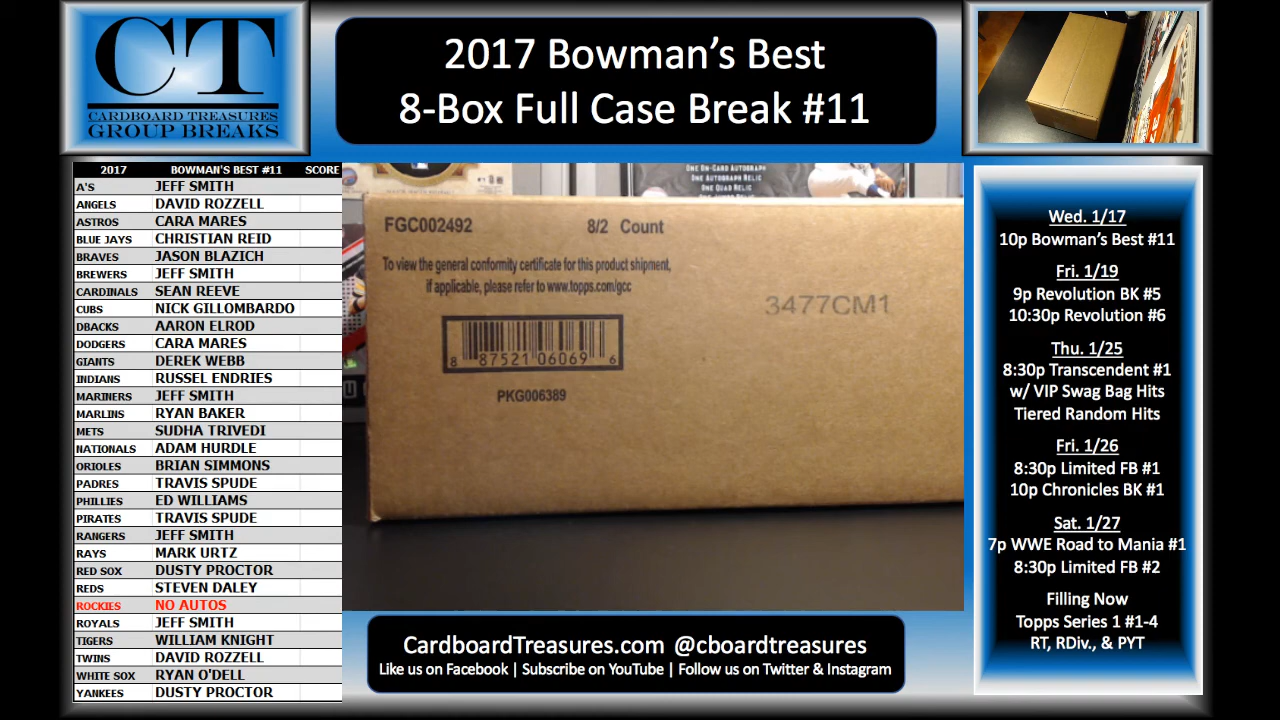 CT
CARDBOARD TREASURES
GROUP BREAKS
2017 Bowman's Best
8-Box Full Case Break #11
2017 BOWMAN'S BEST #11 SCORE
A'S JEFF SMITH
ANGELS DAVID ROZZELL
ASTROS CARA MARES
BLUE JAYS CHRISTIAN REID
BRAVES JASON BLAZICH
BREWERS JEFF SMITH
CARDINALS SEAN REEVE
CUBS NICK GILLOMBARDO
DBACKS AARON ELROD
DODGERS CARA MARES
GIANTS DEREK WEBB
INDIANS RUSSEL ENDRIES
MARINERS JEFF SMITH
MARLINS RYAN BAKER
METS SUDHA TRIVEDI
NATIONALS ADAM HURDLE
ORIOLES BRIAN SIMMONS
PADRES TRAVIS SPUDE
PHILLIES ED WILLIAMS
PIRATES TRAVIS SPUDE
RANGERS JEFF SMITH
RAYS MARK URTZ
RED SOX DUSTY PROCTOR
REDS STEVEN DALEY
ROCKIES NO AUTOS
ROYALS JEFF SMITH
TIGERS WILLIAM KNIGHT
TWINS DAVID ROZZELL
WHITE SOX RYAN O'DELL
YANKEES DUSTY PROCTOR
ONE ON-CARD AUTOGRAPH
ONE AUTOGRAPH RELIC
ONE QUAD RELIC
FGC002492 8/2 Count
To view the general conformity certificate for this product shipment,
if applicable, please refer to www.topps.com/gcc
3477CM1
8 87521 06069 6
PKG006389
CardboardTreasures.com @cboardtreasures
Like us on Facebook | Subscribe on YouTube | Follow us on Twitter & Instagram
Wed. 1/17
10p Bowman's Best #11
Fri. 1/19
9p Revolution BK #5
10:30p Revolution #6
Thu. 1/25
8:30p Transcendent #1
w/ VIP Swag Bag Hits
Tiered Random Hits
Fri. 1/26
8:30p Limited FB #1
10p Chronicles BK #1
Sat. 1/27
7p WWE Road to Mania #1
8:30p Limited FB #2
Filling Now
Topps Series 1 #1-4
RT, RDiv., & PYT